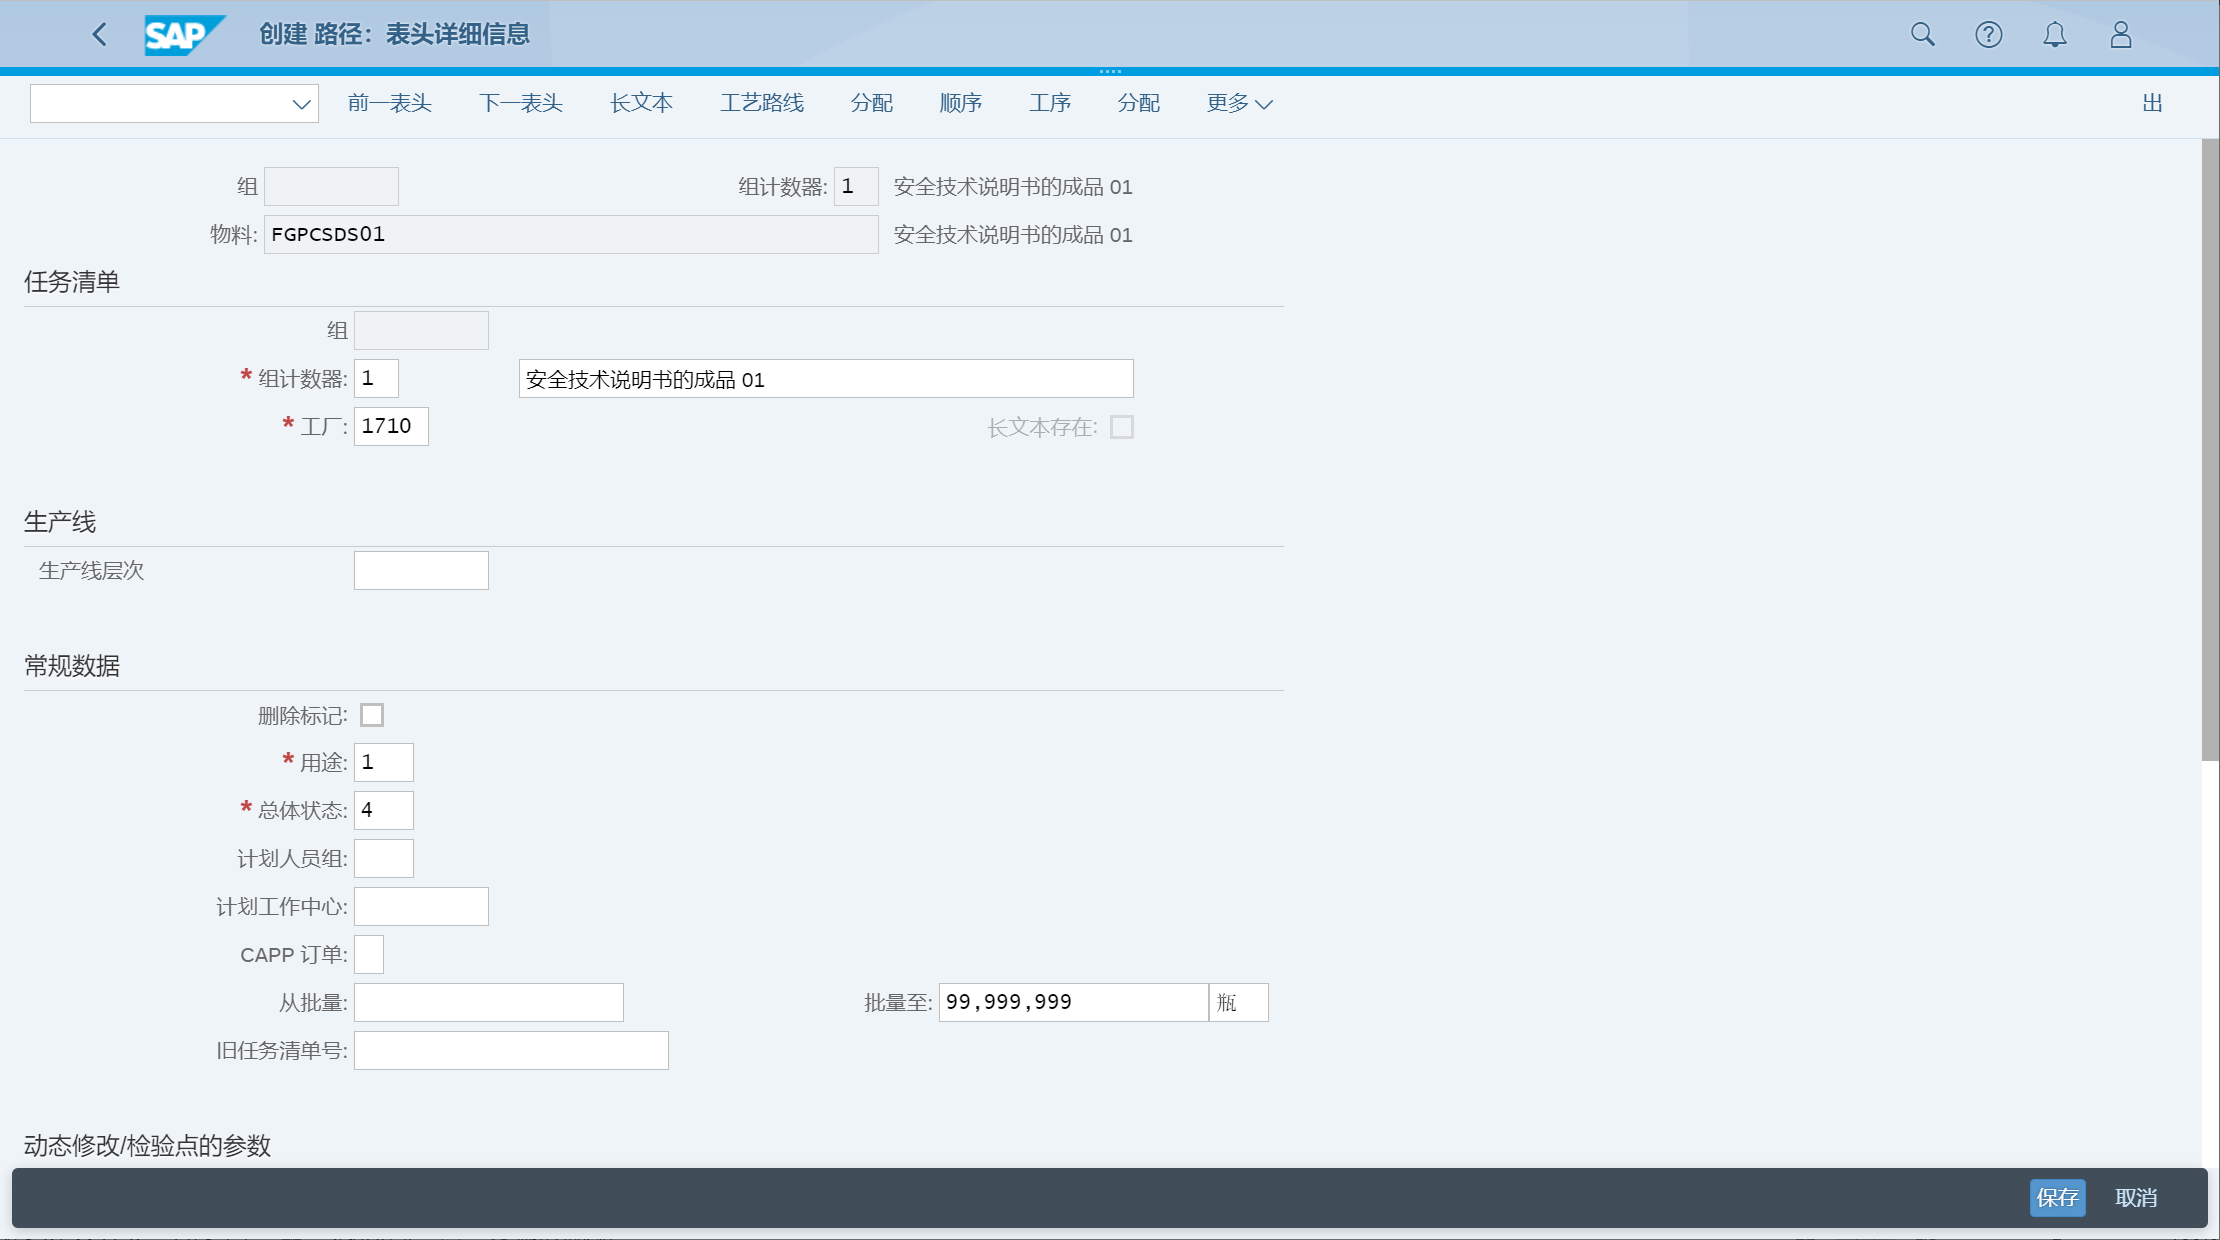 SAP 创建 路径：表头详细信息
前一表头 下一表头 长文本 工艺路线 分配 顺序 工序 分配 更多 出
组 组计数器: 1 安全技术说明书的成品 01
物料: FGPCSDS01 安全技术说明书的成品 01
任务清单
组
* 组计数器: 1 安全技术说明书的成品 01
* 工厂: 1710 长文本存在:
生产线
生产线层次
常规数据
删除标记:
* 用途: 1
* 总体状态: 4
计划人员组:
计划工作中心:
CAPP 订单:
从批量: 批量至: 99,999,999 瓶
旧任务清单号:
动态修改/检验点的参数
保存 取消